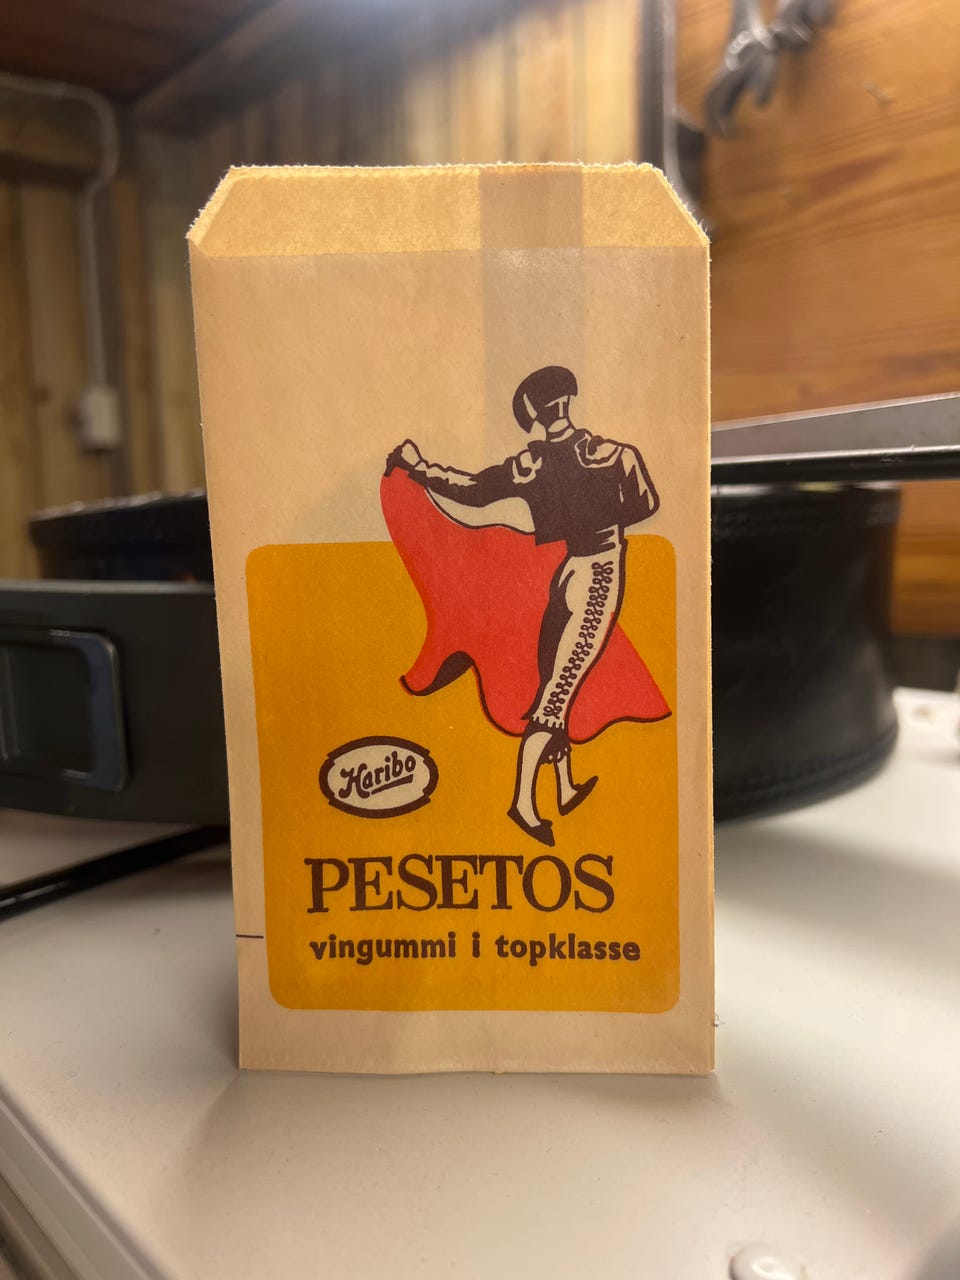 Haribo
PESETOS
vingummi i topklasse